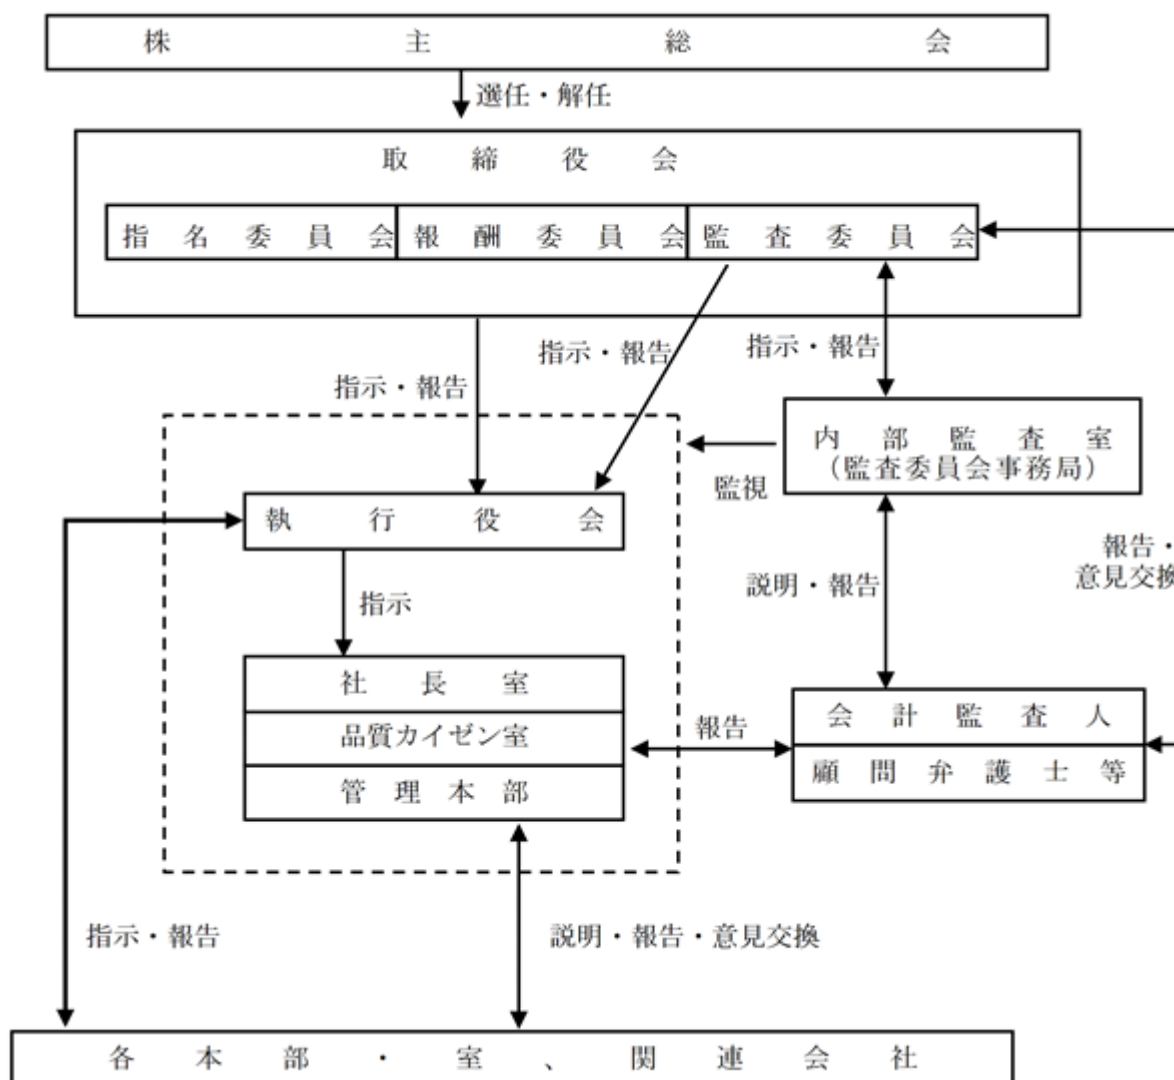 株主総会
選任・解任
取締役会
指名委員会
報酬委員会
監査委員会
指示・報告
指示・報告
指示・報告
内部監査室
（監査委員会事務局）
監視
執行役会
報告・
意見交換
説明・報告
指示
社長室
品質カイゼン室
管理本部
報告
会計監査人
顧問弁護士等
指示・報告
説明・報告・意見交換
各本部・室、関連会社